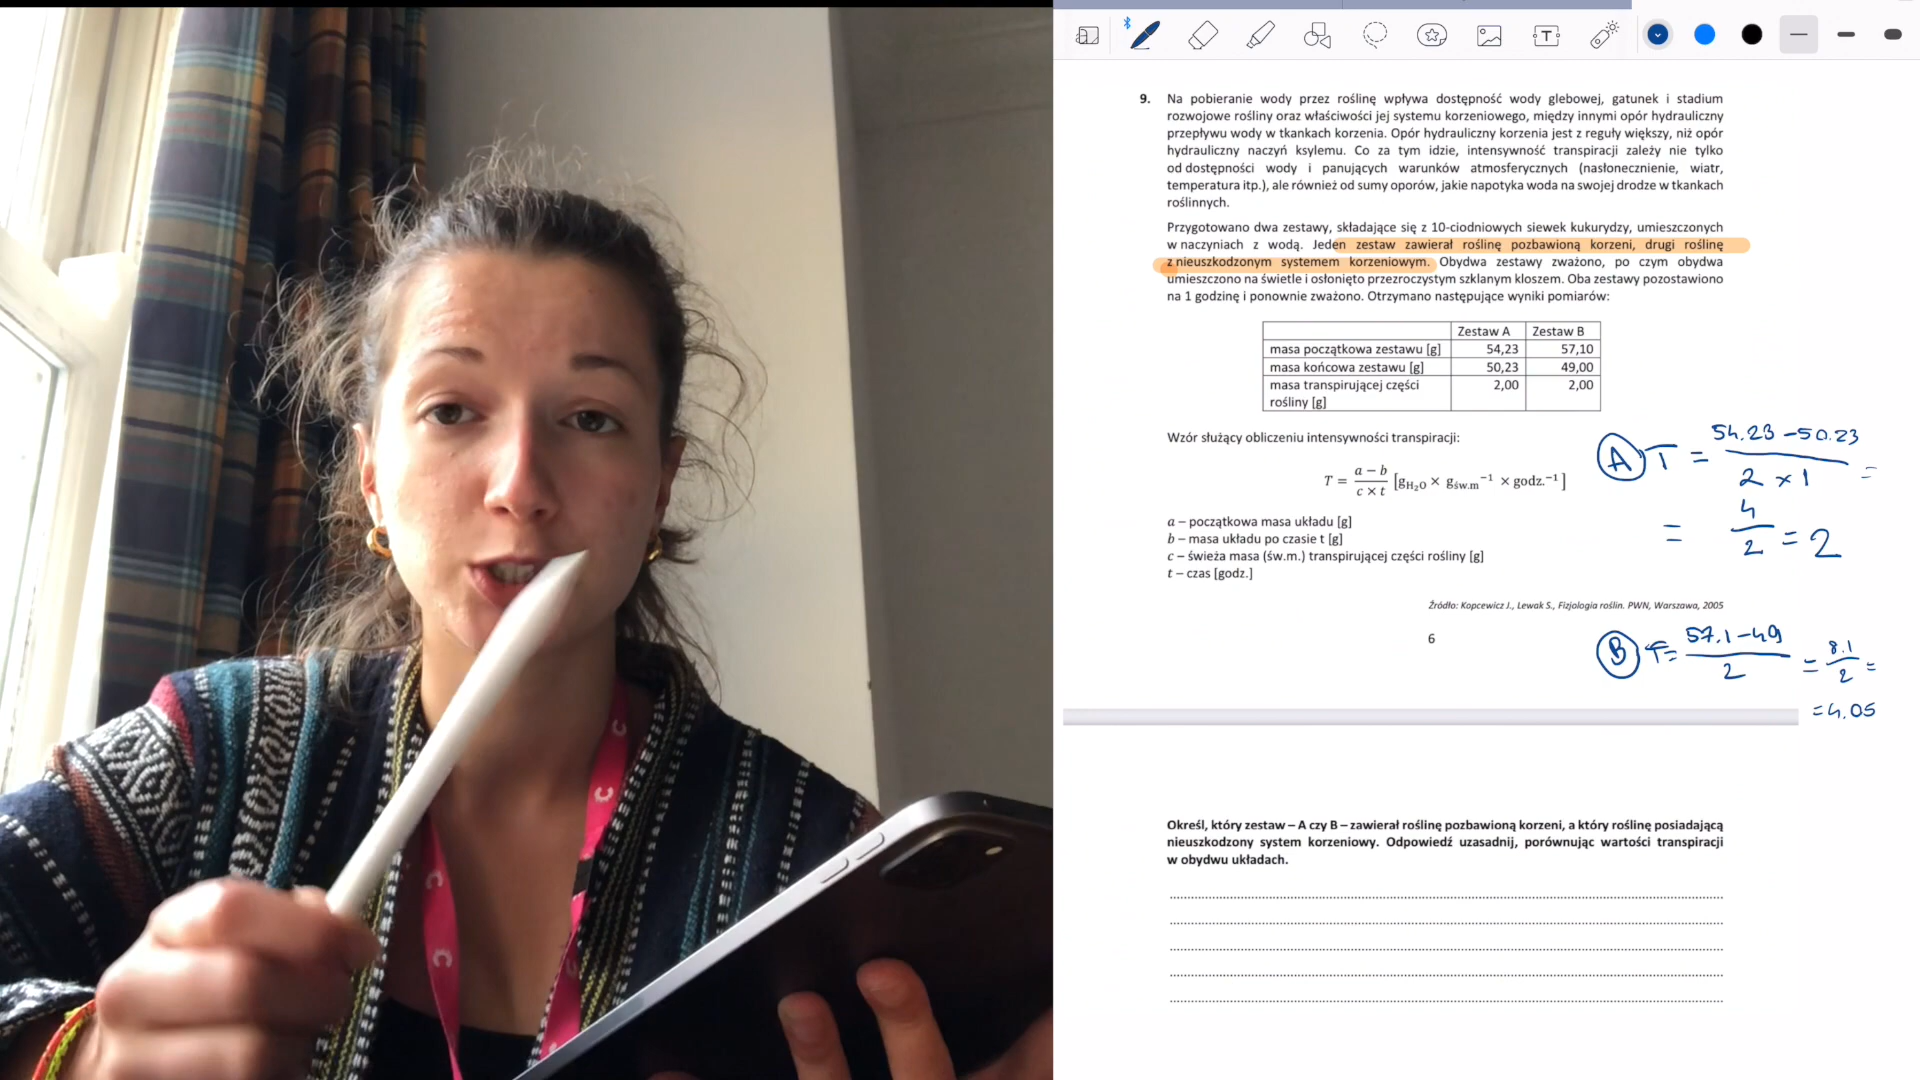 9. Na pobieranie wody przez roślinę wpływa dostępność wody glebowej, gatunek i stadium
rozwojowe rośliny oraz właściwości jej systemu korzeniowego, między innymi opór hydrauliczny
przepływu wody w tkankach korzenia. Opór hydrauliczny korzenia jest z reguły większy, niż opór
hydrauliczny naczyń ksylemu. Co za tym idzie, intensywność transpiracji zależy nie tylko
od dostępności wody i panujących warunków atmosferycznych (nasłonecznienie, wiatr,
temperatura itp.), ale również od sumy oporów, jakie napotyka woda na swojej drodze w tkankach
roślinnych.
Przygotowano dwa zestawy, składające się z 10-ciodniowych siewek kukurydzy, umieszczonych
w naczyniach z wodą. Jeden zestaw zawierał roślinę pozbawioną korzeni, drugi roślinę
z nieuszkodzonym systemem korzeniowym. Obydwa zestawy zważono, po czym obydwa
umieszczono na świetle i osłonięto przezroczystym szklanym kloszem. Oba zestawy pozostawiono
na 1 godzinę i ponownie zważono. Otrzymano następujące wyniki pomiarów:
Zestaw A Zestaw B
masa początkowa zestawu [g] 54,23 57,10
masa końcowa zestawu [g] 50,23 49,00
masa transpirującej części 2,00 2,00
rośliny [g]
Wzór służący obliczeniu intensywności transpiracji:
T = a − b / c × t [gH₂O × gśw.m⁻¹ × godz.⁻¹]
a – początkowa masa układu [g]
b – masa układu po czasie t [g]
c – świeża masa (św.m.) transpirującej części rośliny [g]
t – czas [godz.]
Źródło: Kopcewicz J., Lewak S., Fizjologia roślin. PWN, Warszawa, 2005
6
A T = 54.23 - 50.23 / 2 x 1 =
= 4 / 2 = 2
B T = 57.1 - 49 / 2 = 8.1 / 2 =
= 4.05
Określ, który zestaw – A czy B – zawierał roślinę pozbawioną korzeni, a który roślinę posiadającą
nieuszkodzony system korzeniowy. Odpowiedź uzasadnij, porównując wartości transpiracji
w obydwu układach.